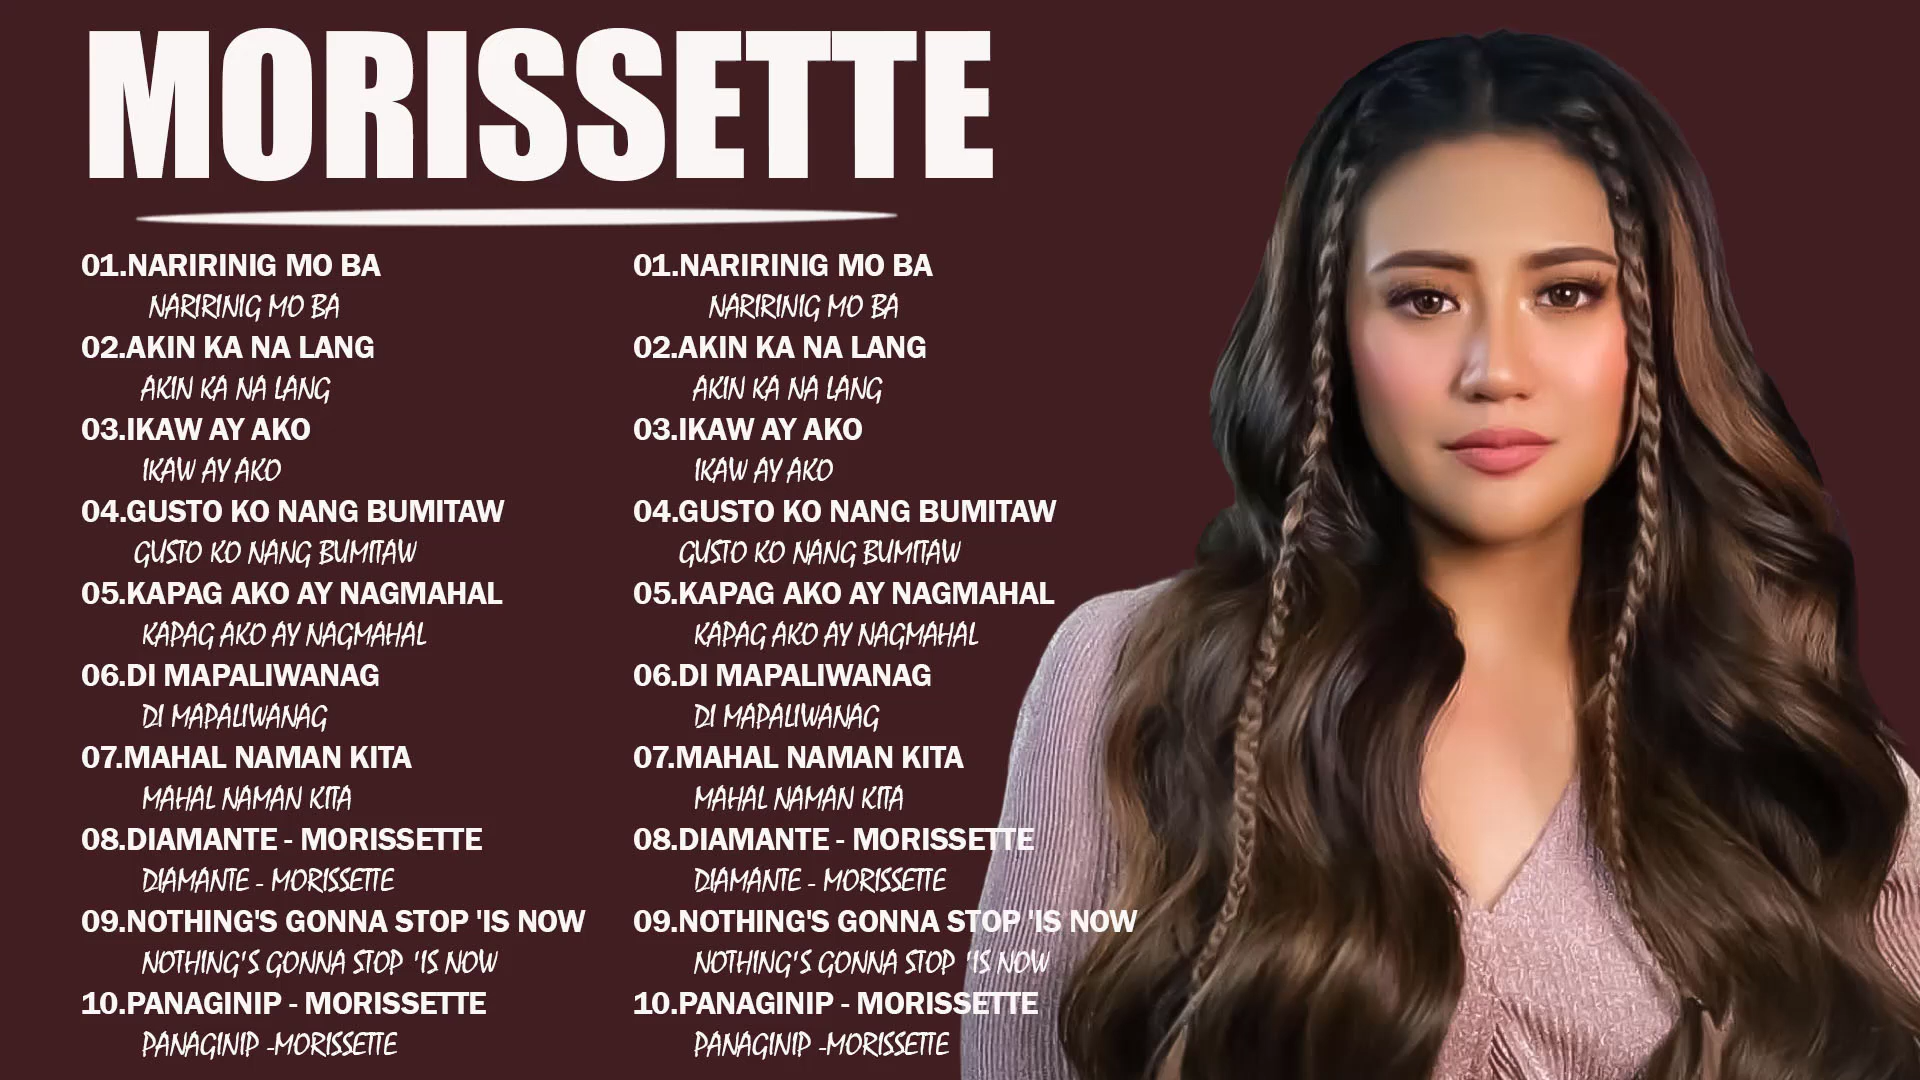 MORISSETTE
01.NARIRINIG MO BA
NARIRINIG MO BA
02.AKIN KA NA LANG
AKIN KA NA LANG
03.IKAW AY AKO
IKAW AY AKO
04.GUSTO KO NANG BUMITAW
GUSTO KO NANG BUMITAW
05.KAPAG AKO AY NAGMAHAL
KAPAG AKO AY NAGMAHAL
06.DI MAPALIWANAG
DI MAPALIWANAG
07.MAHAL NAMAN KITA
MAHAL NAMAN KITA
08.DIAMANTE - MORISSETTE
DIAMANTE - MORISSETTE
09.NOTHING'S GONNA STOP 'IS NOW
NOTHING'S GONNA STOP 'IS NOW
10.PANAGINIP - MORISSETTE
PANAGINIP -MORISSETTE
01.NARIRINIG MO BA
NARIRINIG MO BA
02.AKIN KA NA LANG
AKIN KA NA LANG
03.IKAW AY AKO
IKAW AY AKO
04.GUSTO KO NANG BUMITAW
GUSTO KO NANG BUMITAW
05.KAPAG AKO AY NAGMAHAL
KAPAG AKO AY NAGMAHAL
06.DI MAPALIWANAG
DI MAPALIWANAG
07.MAHAL NAMAN KITA
MAHAL NAMAN KITA
08.DIAMANTE - MORISSETTE
DIAMANTE - MORISSETTE
09.NOTHING'S GONNA STOP 'IS NOW
NOTHING'S GONNA STOP 'IS NOW
10.PANAGINIP - MORISSETTE
PANAGINIP -MORISSETTE